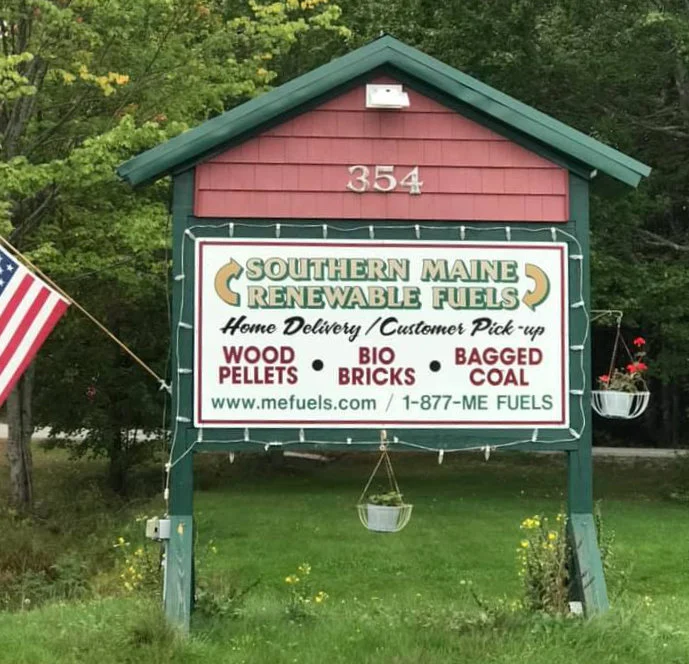 354
SOUTHERN MAINE
RENEWABLE FUELS
Home Delivery / Customer Pick-up
WOOD PELLETS • BIO BRICKS • BAGGED COAL
www.mefuels.com / 1-877-ME FUELS